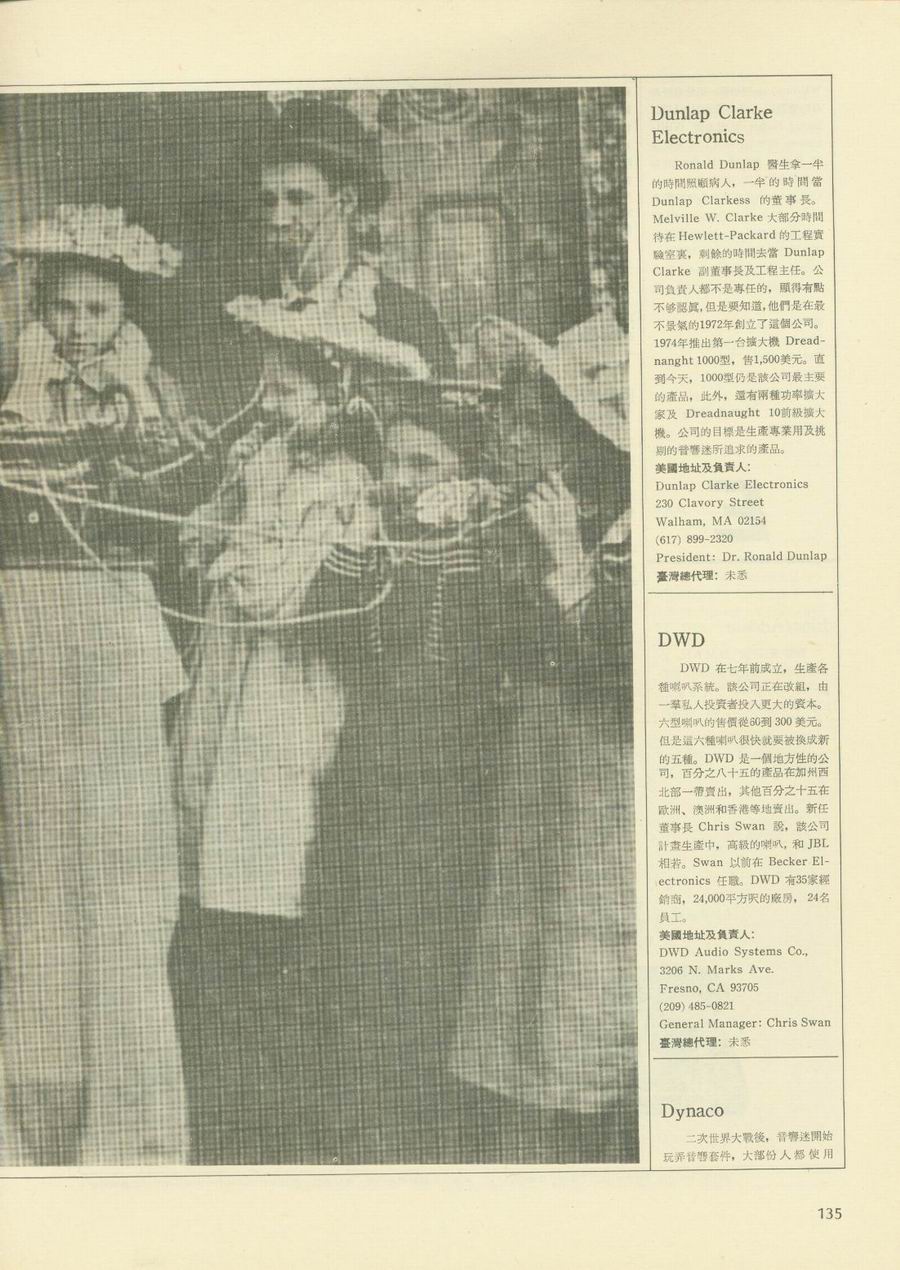 Dunlap Clarke
Electronics
Ronald Dunlap 醫生拿一半
的時間照顧病人，一半的時間當
Dunlap Clarkess 的董事長。
Melville W. Clarke 大部分時間
待在 Hewlett-Packard 的工程實
驗室裏，剩餘的時間去當 Dunlap
Clarke 副董事長及工程主任。公
司負責人都不是專任的，顯得有點
不够認眞，但是要知道，他們是在最
不景氣的1972年創立了這個公司。
1974年推出第一台擴大機 Dread-
nanght 1000型，售1,500美元。直
到今天，1000型仍是該公司最主要
的產品，此外，還有兩種功率擴大
家及 Dreadnaught 10前級擴大
機。公司的目標是生產專業用及挑
剔的音響迷所追求的產品。
美國地址及負責人：
Dunlap Clarke Electronics
230 Clavory Street
Walham, MA 02154
(617) 899-2320
President: Dr. Ronald Dunlap
臺灣總代理：未悉
DWD
DWD 在七年前成立，生產各
種喇叭系統。該公司正在改組，由
一羣私人投資者投入更大的資本。
六型喇叭的售價從60到 300 美元。
但是這六種喇叭很快就要被換成新
的五種。DWD 是一個地方性的公
司，百分之八十五的產品在加州西
北部一帶賣出，其他百分之十五在
歐洲、澳洲和香港等地賣出。新任
董事長 Chris Swan 說，該公司
計畫生產中，高級的喇叭，和 JBL
相若。Swan 以前在 Becker El-
ectronics 任職。DWD 有35家經
銷商，24,000平方呎的廠房，24名
員工。
美國地址及負責人：
DWD Audio Systems Co.,
3206 N. Marks Ave.
Fresno, CA 93705
(209) 485-0821
General Manager: Chris Swan
臺灣總代理：未悉
Dynaco
二次世界大戰後，音響迷開始
玩弄音響套件，大部份人都使用
135